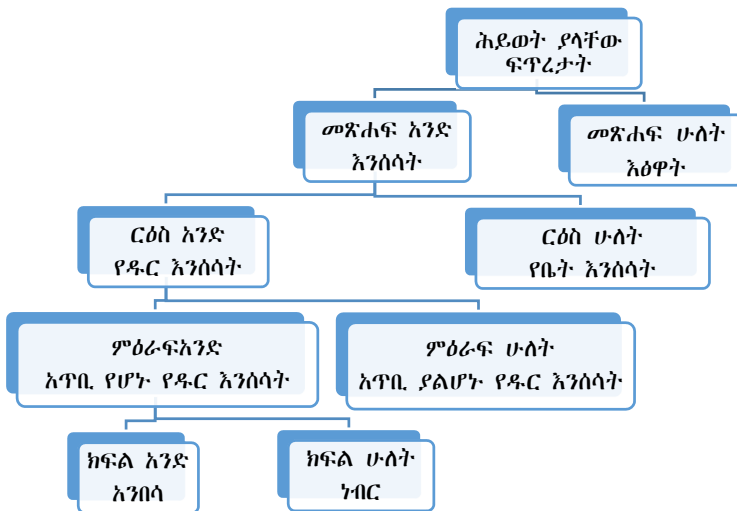 ሕይወት ያላቸው
ፍጥረታት
መጽሐፍ አንድ
እንስሳት
መጽሐፍ ሁለት
እዕዋት
ርዕስ አንድ
የዱር እንስሳት
ርዕስ ሁለት
የቤት እንስሳት
ምዕራፍአንድ
አጥቢ የሆኑ የዱር እንስሳት
ምዕራፍ ሁለት
አጥቢ ያልሆኑ የዱር እንስሳት
ክፍል አንድ
አንበሳ
ክፍል ሁለት
ነብር